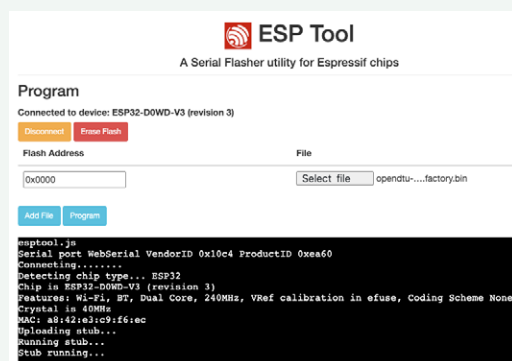 ESP Tool
A Serial Flasher utility for Espressif chips
Program
Connected to device: ESP32-D0WD-V3 (revision 3)
Disconnect Erase Flash
Flash Address File
0x0000 Select file opendtu-....factory.bin
Add File Program
esptool.js
Serial port WebSerial VendorID 0x10c4 ProductID 0xea60
Connecting........
Detecting chip type... ESP32
Chip is ESP32-D0WD-V3 (revision 3)
Features: Wi-Fi, BT, Dual Core, 240MHz, VRef calibration in efuse, Coding Scheme None
Crystal is 40MHz
MAC: a8:42:e3:c9:f6:ec
Uploading stub...
Running stub...
Stub running...